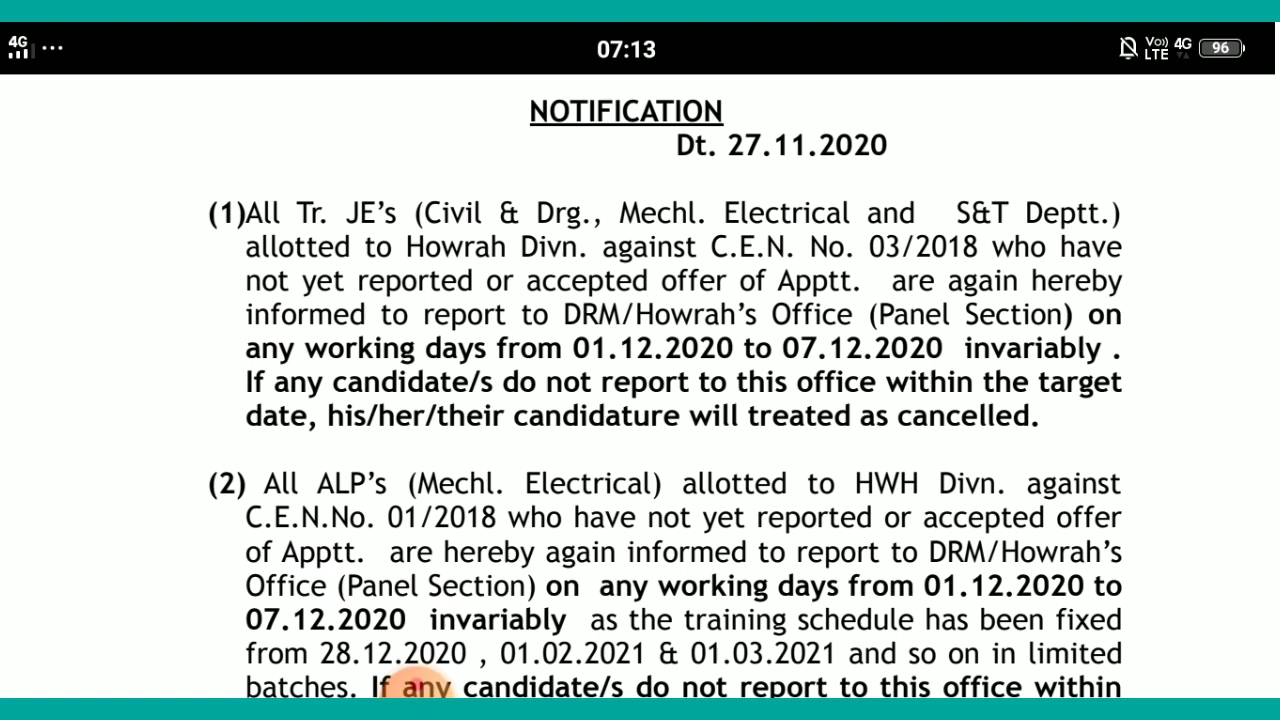 4G ... 07:13 Vo)) LTE 4G 96
NOTIFICATION
Dt. 27.11.2020
(1)All Tr. JE’s (Civil & Drg., Mechl. Electrical and S&T Deptt.)
allotted to Howrah Divn. against C.E.N. No. 03/2018 who have
not yet reported or accepted offer of Apptt. are again hereby
informed to report to DRM/Howrah’s Office (Panel Section) on
any working days from 01.12.2020 to 07.12.2020 invariably .
If any candidate/s do not report to this office within the target
date, his/her/their candidature will treated as cancelled.
(2) All ALP’s (Mechl. Electrical) allotted to HWH Divn. against
C.E.N.No. 01/2018 who have not yet reported or accepted offer
of Apptt. are hereby again informed to report to DRM/Howrah’s
Office (Panel Section) on any working days from 01.12.2020 to
07.12.2020 invariably as the training schedule has been fixed
from 28.12.2020 , 01.02.2021 & 01.03.2021 and so on in limited
batches. If any candidate/s do not report to this office within